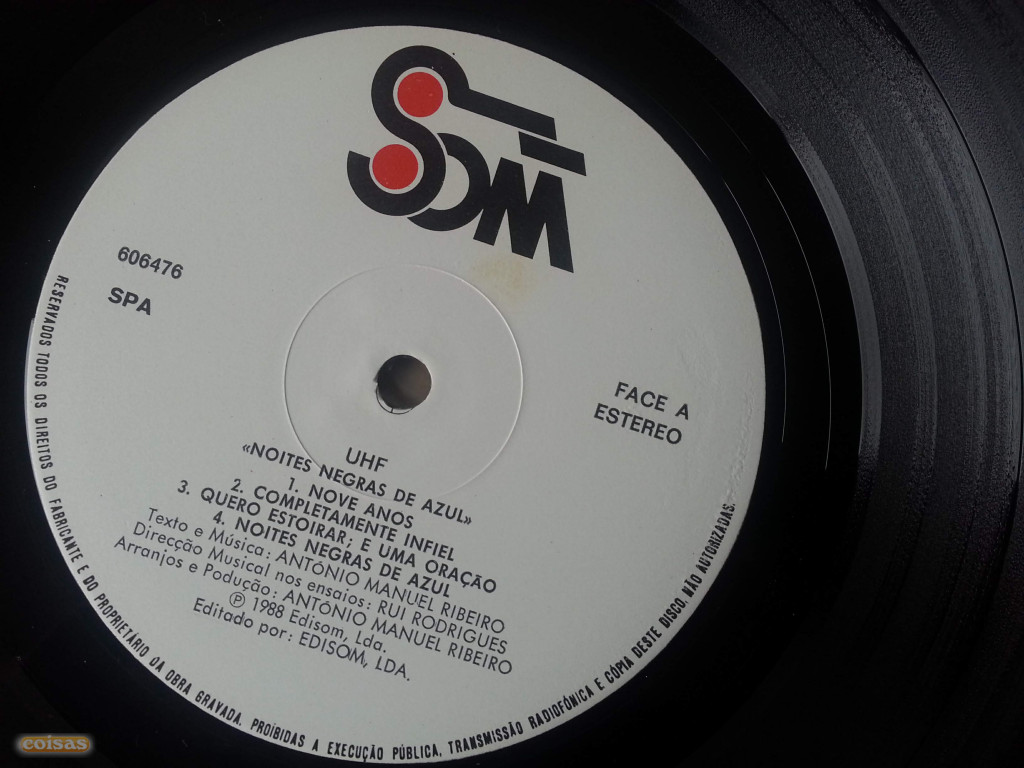 SOM
606476
SPA
FACE A
ESTEREO
UHF
«NOITES NEGRAS DE AZUL»
1. NOVE ANOS
2. COMPLETAMENTE INFIEL
3. QUERO ESTOIRAR; E UMA ORAÇÃO
4. NOITES NEGRAS DE AZUL
Texto e Música: ANTÓNIO MANUEL RIBEIRO
Direcção Musical nos ensaios: RUI RODRIGUES
Arranjos e Podução: ANTÓNIO MANUEL RIBEIRO
Ⓟ 1988 Edisom, Lda.
Editado por: EDISOM, LDA.
RESERVADOS TODOS OS DIREITOS DO FABRICANTE E DO PROPRIETÁRIO DA OBRA GRAVADA. PROÍBIDAS A EXECUÇÃO PÚBLICA, TRANSMISSÃO RADIOFÓNICA E CÓPIA DESTE DISCO, NÃO AUTORIZADAS.
coisas